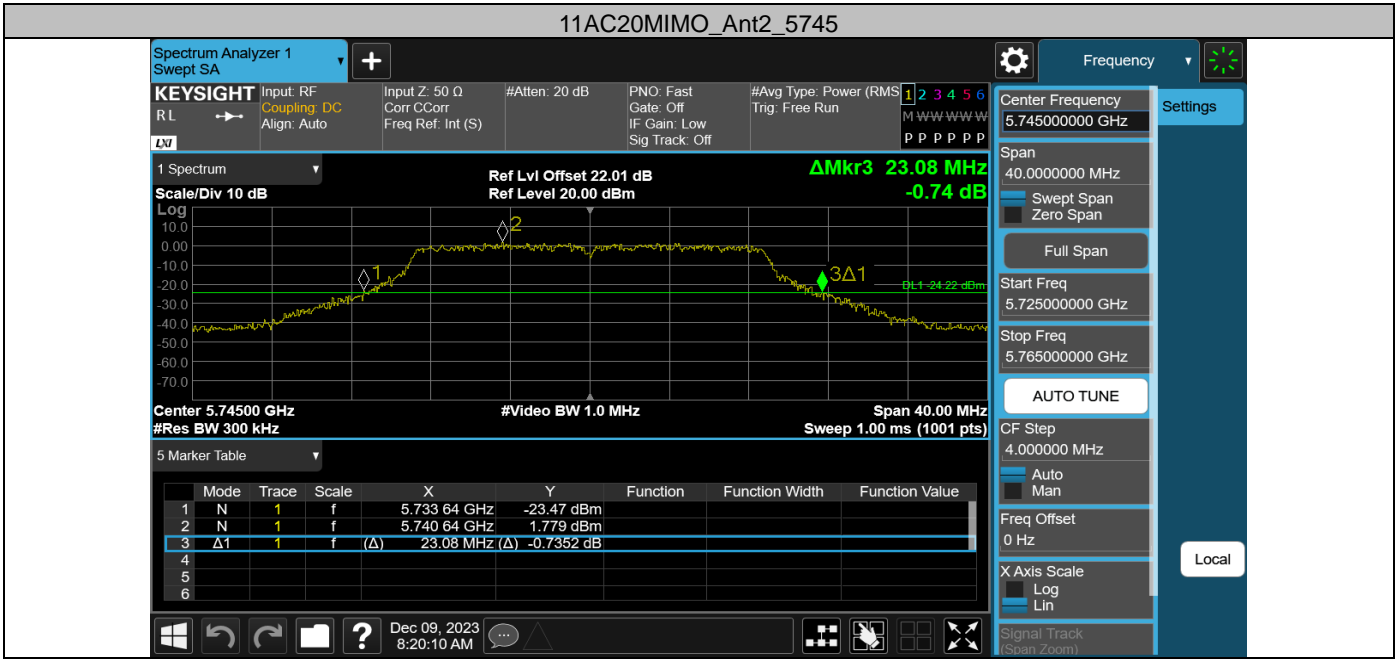 11AC20MIMO_Ant2_5745
Spectrum Analyzer 1
Swept SA
Frequency
KEYSIGHT
RL
LXI
Input: RF
Coupling: DC
Align: Auto
Input Z: 50 Ω
Corr CCorr
Freq Ref: Int (S)
#Atten: 20 dB
PNO: Fast
Gate: Off
IF Gain: Low
Sig Track: Off
#Avg Type: Power (RMS
Trig: Free Run
1 2 3 4 5 6
M W W W W W
P P P P P P
1 Spectrum
Scale/Div 10 dB
Ref Lvl Offset 22.01 dB
Ref Level 20.00 dBm
ΔMkr3 23.08 MHz
-0.74 dB
Log
10.0
0.00
-10.0
-20.0
-30.0
-40.0
-50.0
-60.0
-70.0
1
2
3Δ1
DL1 -24.22 dBm
Center 5.74500 GHz
#Res BW 300 kHz
#Video BW 1.0 MHz
Span 40.00 MHz
Sweep 1.00 ms (1001 pts)
5 Marker Table
Mode Trace Scale X Y Function Function Width Function Value
1 N 1 f 5.733 64 GHz -23.47 dBm
2 N 1 f 5.740 64 GHz 1.779 dBm
3 Δ1 1 f (Δ) 23.08 MHz (Δ) -0.7352 dB
4
5
6
?
Dec 09, 2023
8:20:10 AM
Settings
Center Frequency
5.745000000 GHz
Span
40.0000000 MHz
Swept Span
Zero Span
Full Span
Start Freq
5.725000000 GHz
Stop Freq
5.765000000 GHz
AUTO TUNE
CF Step
4.000000 MHz
Auto
Man
Freq Offset
0 Hz
X Axis Scale
Log
Lin
Signal Track
(Span Zoom)
Local